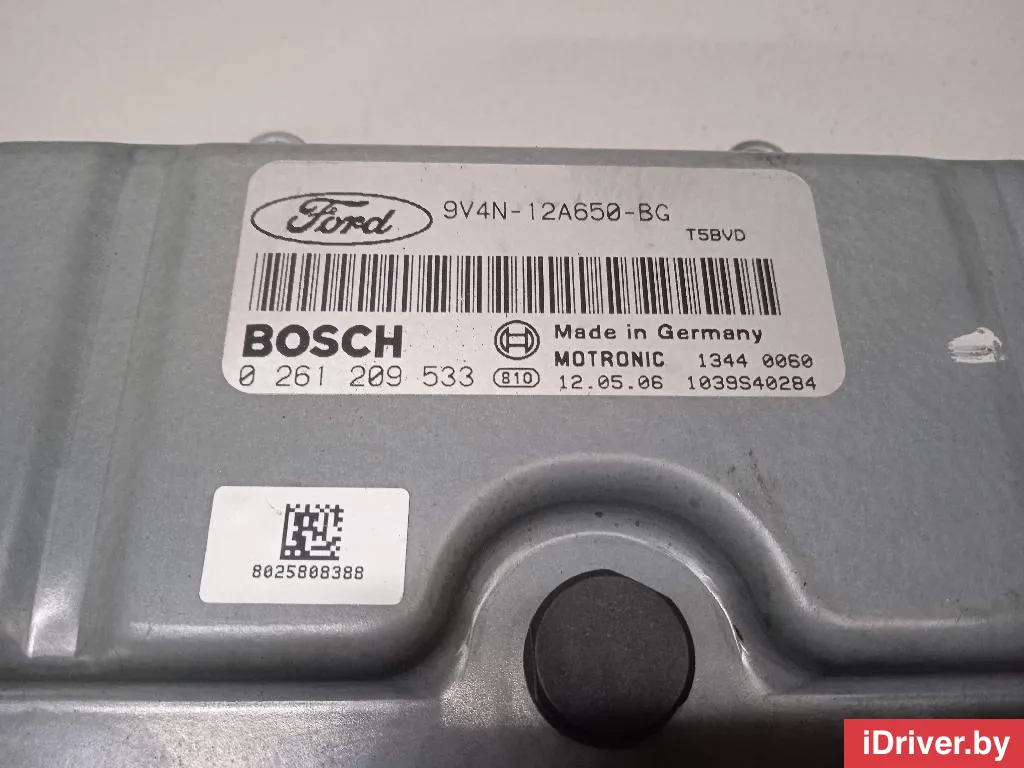 Ford 9V4N-12A650-BG
T5BVD
BOSCH Made in Germany
MOTRONIC 1344 0060
0 261 209 533 810 12.05.06 1039S40284
8025808388
iDriver.by